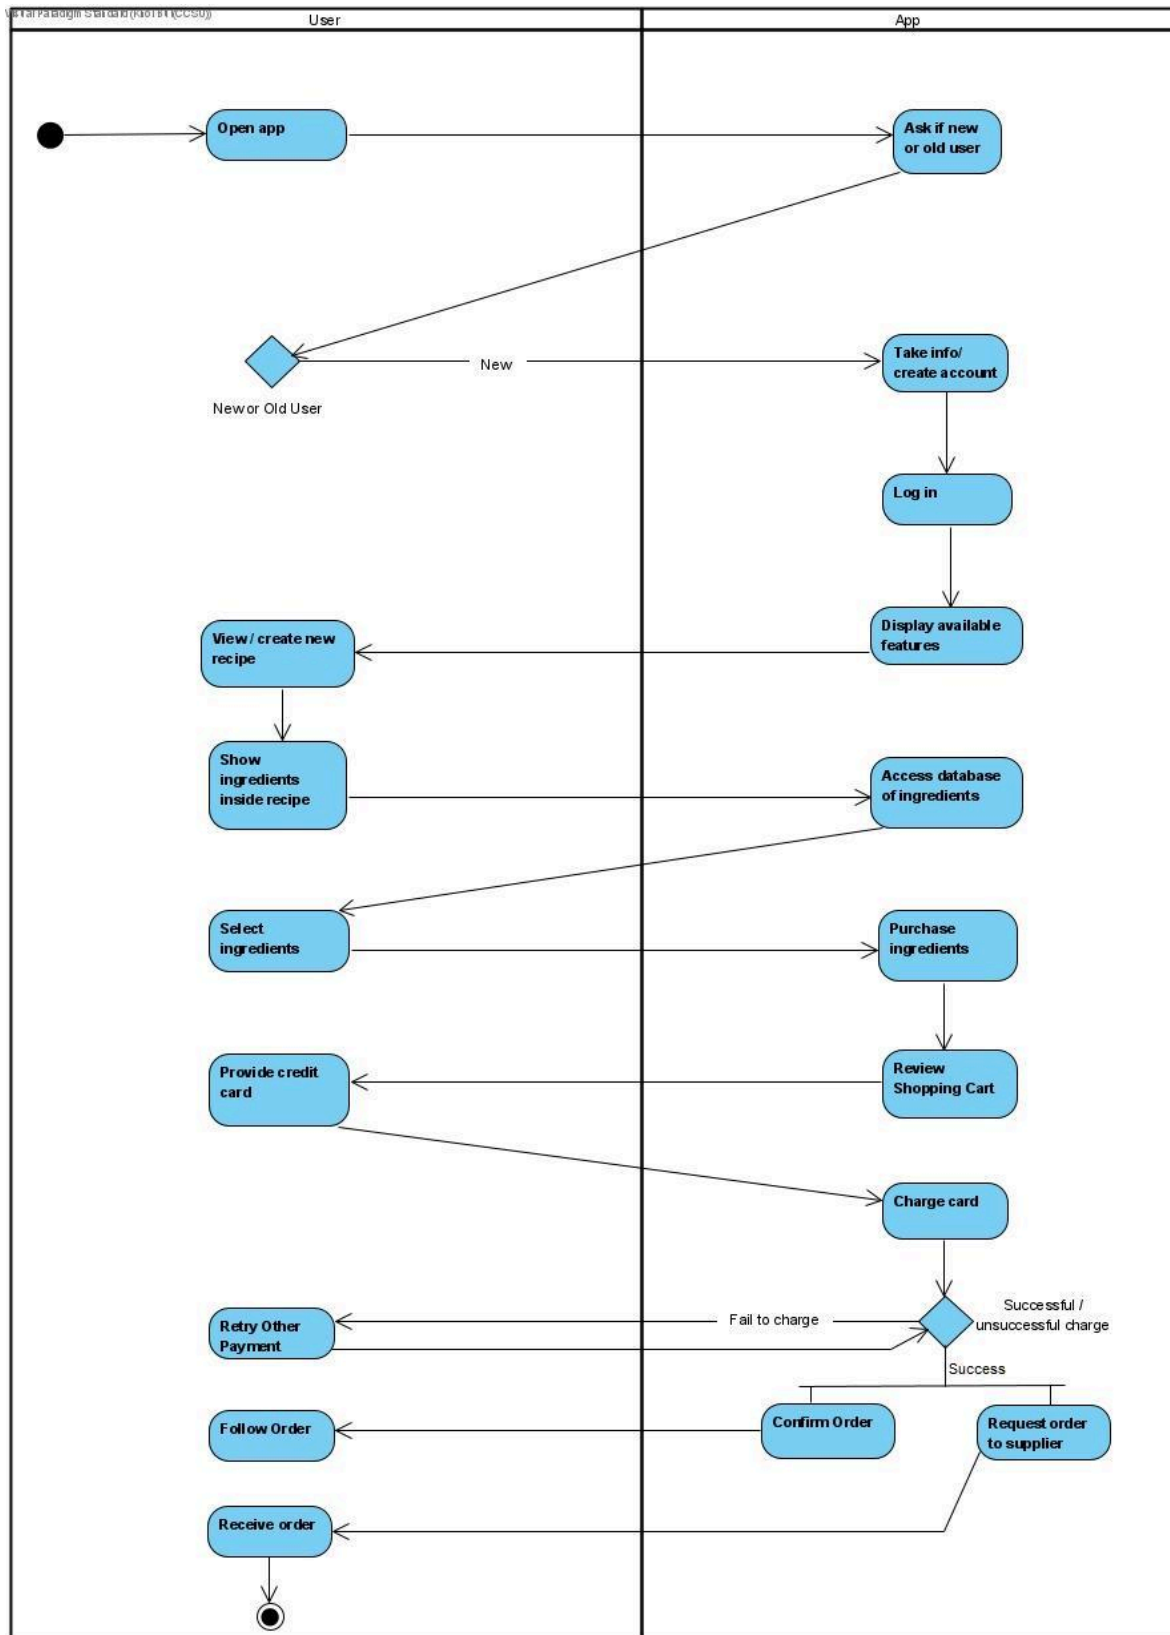 User
App
Open app
Ask if new
or old user
New
Take info/
create account
New or Old User
Log in
Display available
features
View / create new
recipe
Show
ingredients
inside recipe
Access database
of ingredients
Select
ingredients
Purchase
ingredients
Provide credit
card
Review
Shopping Cart
Charge card
Successful /
unsuccessful charge
Fail to charge
Retry Other
Payment
Success
Confirm Order
Request order
to supplier
Follow Order
Receive order